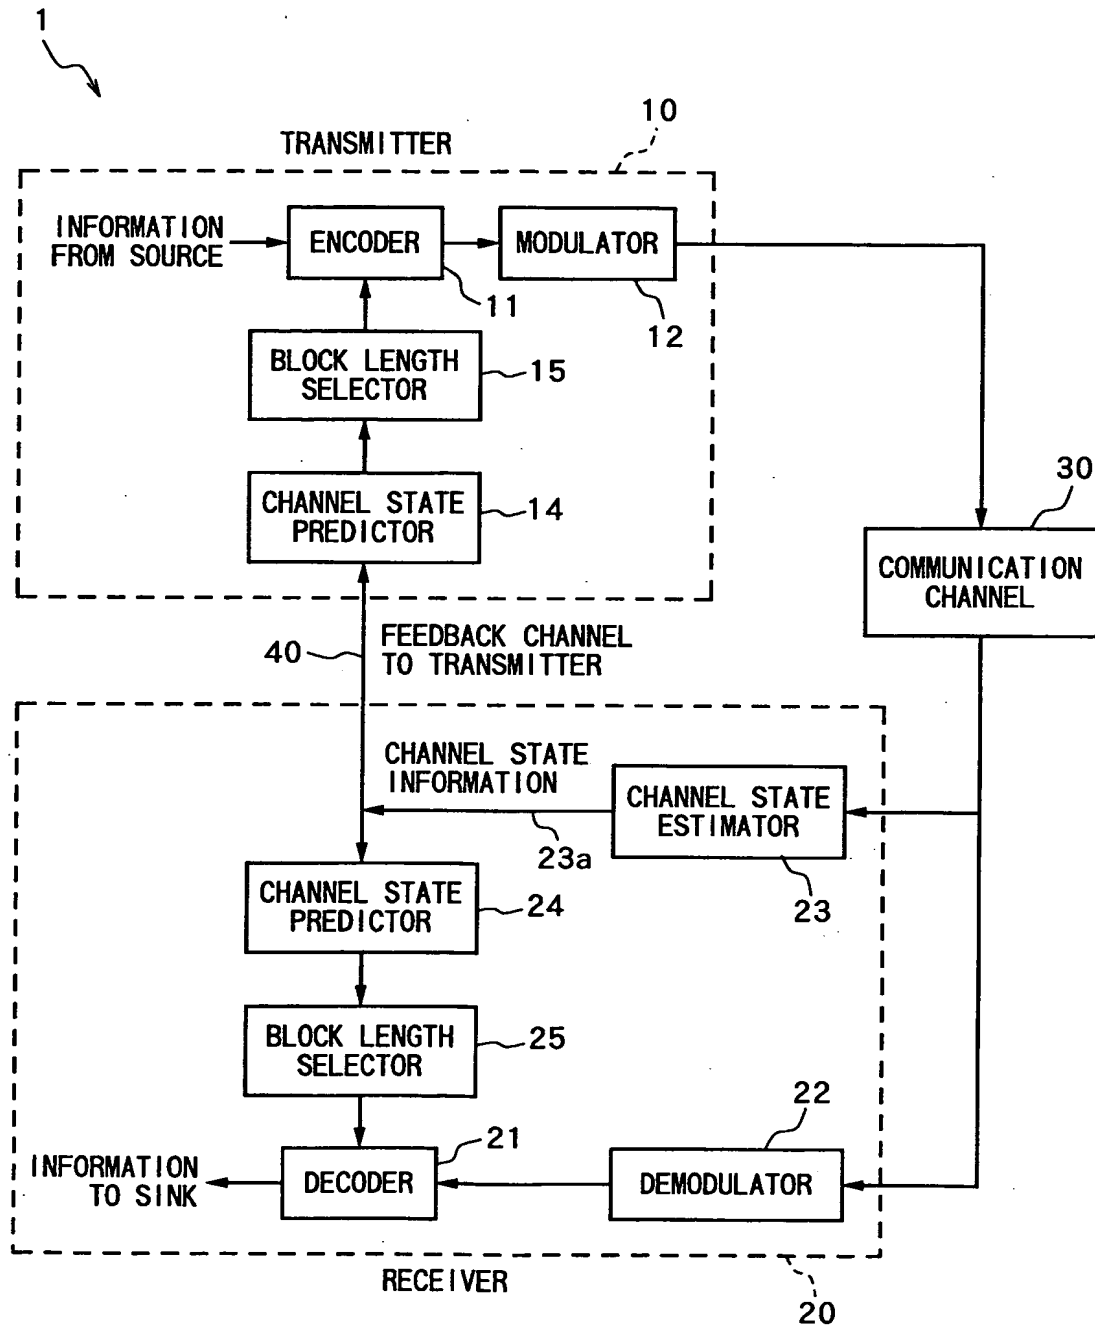 1
10
TRANSMITTER
INFORMATION
FROM SOURCE
ENCODER
MODULATOR
11
12
BLOCK LENGTH
SELECTOR
15
CHANNEL STATE
PREDICTOR
14
30
COMMUNICATION
CHANNEL
40
FEEDBACK CHANNEL
TO TRANSMITTER
CHANNEL STATE
INFORMATION
23a
CHANNEL STATE
ESTIMATOR
23
CHANNEL STATE
PREDICTOR
24
BLOCK LENGTH
SELECTOR
25
22
21
INFORMATION
TO SINK
DECODER
DEMODULATOR
RECEIVER
20